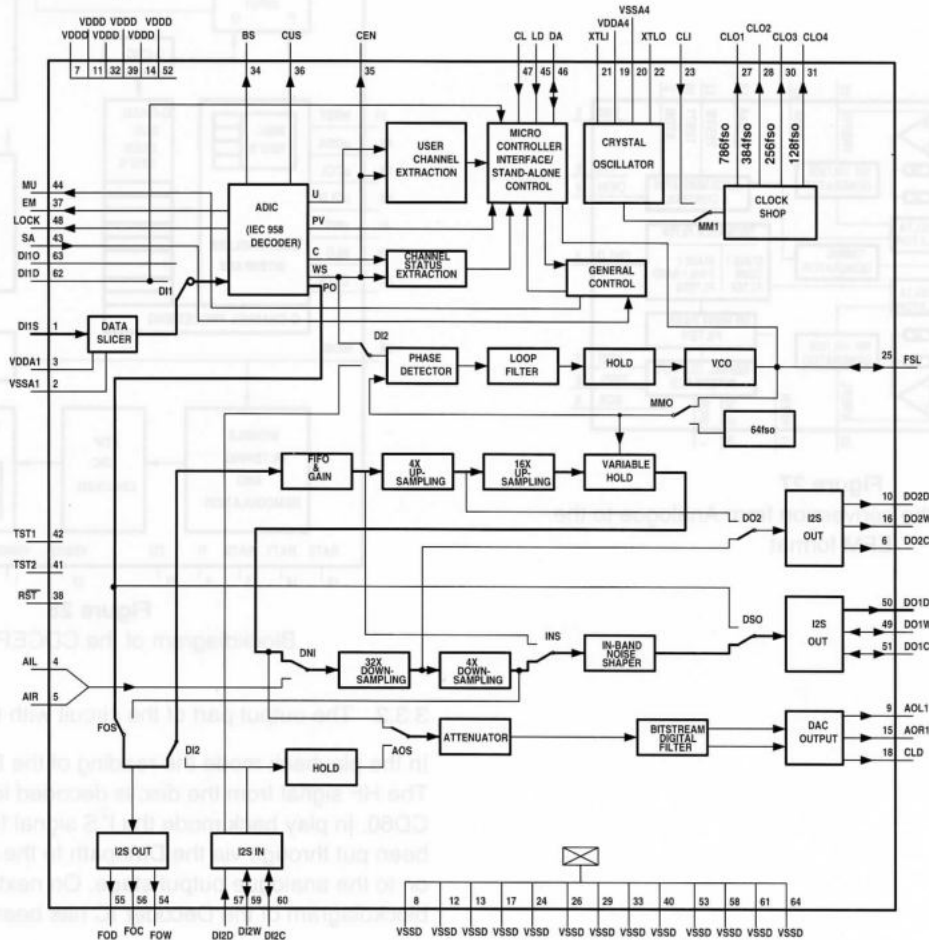 VSSA4
VDDD VDDD VDDD VDDA4 CLO2
VDDD VDDD VDDD BS CUS CEN CL LD DA XTLI XTLO CLI CLO1 CLO3 CLO4
7 11 32 39 14 52 34 36 35 47 45 46 21 19 20 22 23 27 28 30 31
786fso
384fso
256fso
128fso
USER
CHANNEL
EXTRACTION
MICRO
CONTROLLER
INTERFACE/
STAND-ALONE
CONTROL
CRYSTAL
OSCILLATOR
CLOCK
SHOP
MM1
MU 44
EM 37
LOCK 48
SA 43
DI1O 63
DI1D 62
ADIC
(IEC 958
DECODER)
U
PV
C
WS
PO
CHANNEL
STATUS
EXTRACTION
GENERAL
CONTROL
DI1
DI1S 1
DATA
SLICER
VDDA1 3
VSSA1 2
DI2
PHASE
DETECTOR
LOOP
FILTER
HOLD
VCO
25 FSL
MMO
64fso
FIFO
&
GAIN
4X
UP-
SAMPLING
16X
UP-
SAMPLING
VARIABLE
HOLD
DO2
I2S
OUT
10 DO2D
16 DO2W
6 DO2C
TST1 42
TST2 41
RST 38
AIL 4
AIR 5
DNI
32X
DOWN-
SAMPLING
4X
DOWN-
SAMPLING
INS
IN-BAND
NOISE
SHAPER
DSO
I2S
OUT
50 DO1D
49 DO1W
51 DO1C
FOS
DI2
HOLD
AOS
ATTENUATOR
BITSTREAM
DIGITAL
FILTER
DAC
OUTPUT
9 AOL1
15 AOR1
18 CLD
I2S OUT
I2S IN
55 56 54 57 59 60
FOD FOC FOW DI2D DI2W DI2C
8 12 13 17 24 26 29 33 40 53 58 61 64
VSSD VSSD VSSD VSSD VSSD VSSD VSSD VSSD VSSD VSSD VSSD VSSD VSSD